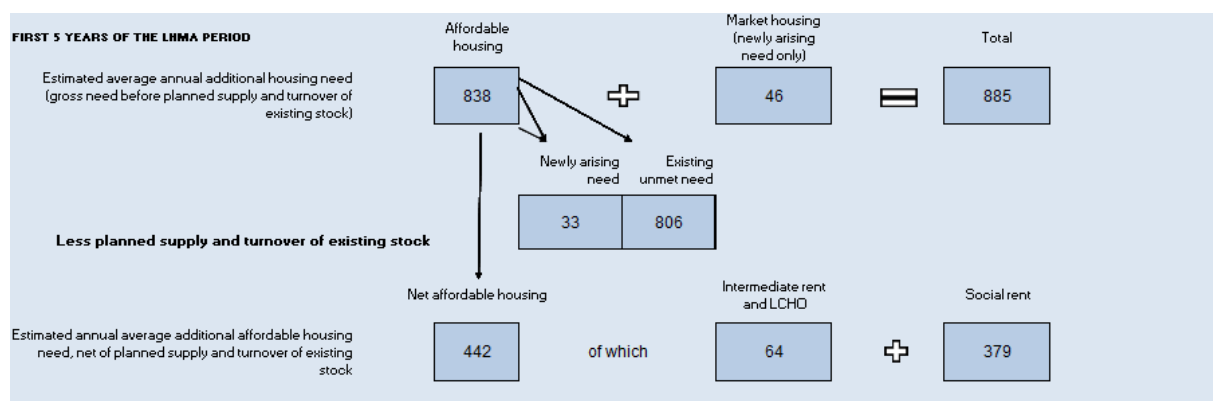 FIRST 5 YEARS OF THE LHMA PERIOD
Affordable
housing
Market housing
(newly arising
need only)
Total
Estimated average annual additional housing need
(gross need before planned supply and turnover of
existing stock)
838
46
885
Newly arising
need
Existing
unmet need
33
806
Less planned supply and turnover of existing stock
Net affordable housing
Intermediate rent
and LCHO
Social rent
Estimated annual average additional affordable housing
need, net of planned supply and turnover of existing
stock
442
of which
64
379